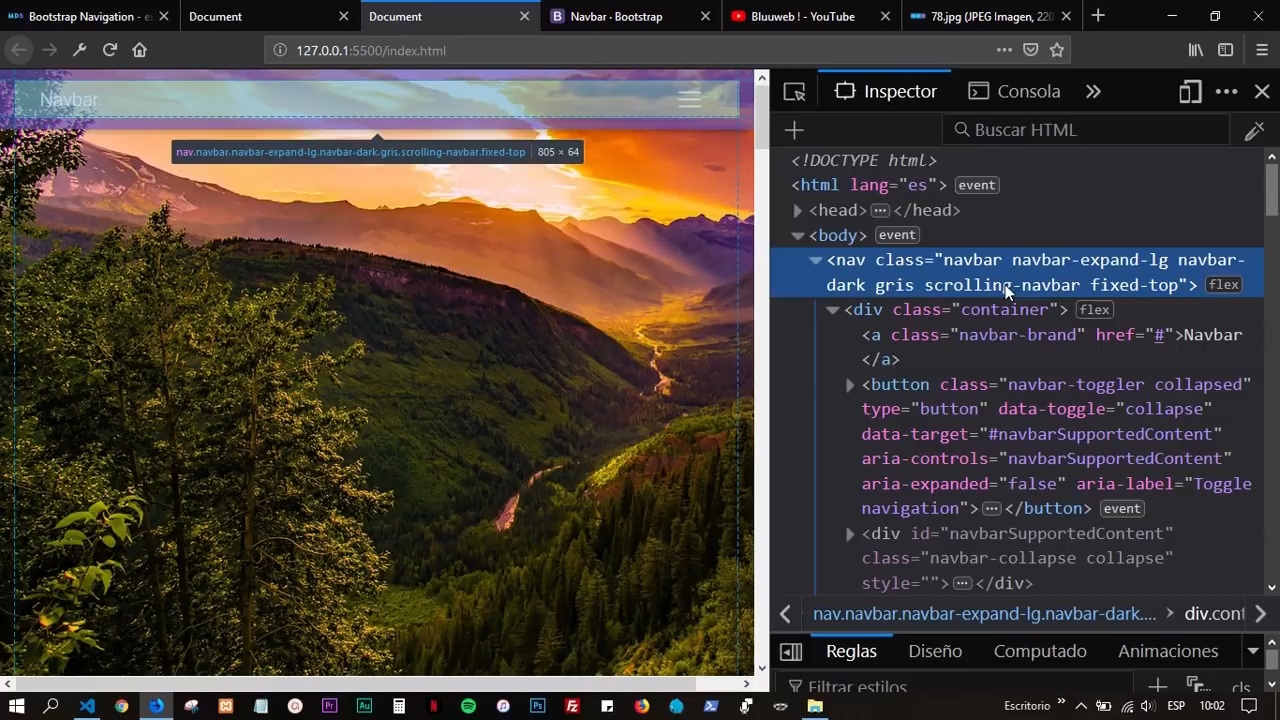 Bootstrap Navigation - e
Document
Document
Navbar · Bootstrap
Bluuweb ! - YouTube
78.jpg (JPEG Imagen, 220
127.0.0.1:5500/index.html
Navbar
nav.navbar.navbar-expand-lg.navbar-dark.gris.scrolling-navbar.fixed-top 805 × 64
Inspector
Consola
Buscar HTML
<!DOCTYPE html>
<html lang="es"> event
<head> </head>
<body> event
<nav class="navbar navbar-expand-lg navbar-
dark gris scrolling-navbar fixed-top"> flex
<div class="container"> flex
<a class="navbar-brand" href="#">Navbar
</a>
<button class="navbar-toggler collapsed"
type="button" data-toggle="collapse"
data-target="#navbarSupportedContent"
aria-controls="navbarSupportedContent"
aria-expanded="false" aria-label="Toggle
navigation"> </button> event
<div id="navbarSupportedContent"
class="navbar-collapse collapse"
style=""> </div>
nav.navbar.navbar-expand-lg.navbar-dark.... div.cont
Reglas Diseño Computado Animaciones
Filtrar estilos .cls
Escritorio » ESP 10:02